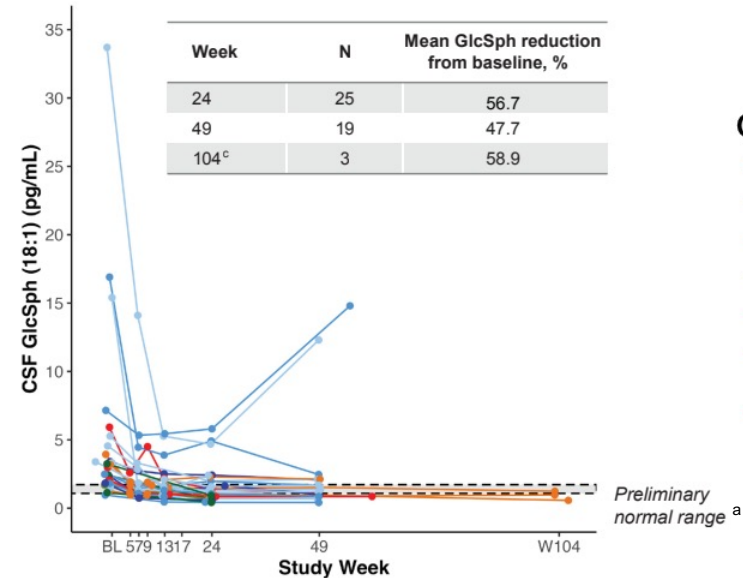 Week N Mean GlcSph reduction
from baseline, %
24 25 56.7
49 19 47.7
104c 3 58.9
CSF GlcSph (18:1) (pg/mL)
35
30
25
20
15
10
5
0
Preliminary
normal range a
BL 5 7 9 13 17 24 49 W104
Study Week